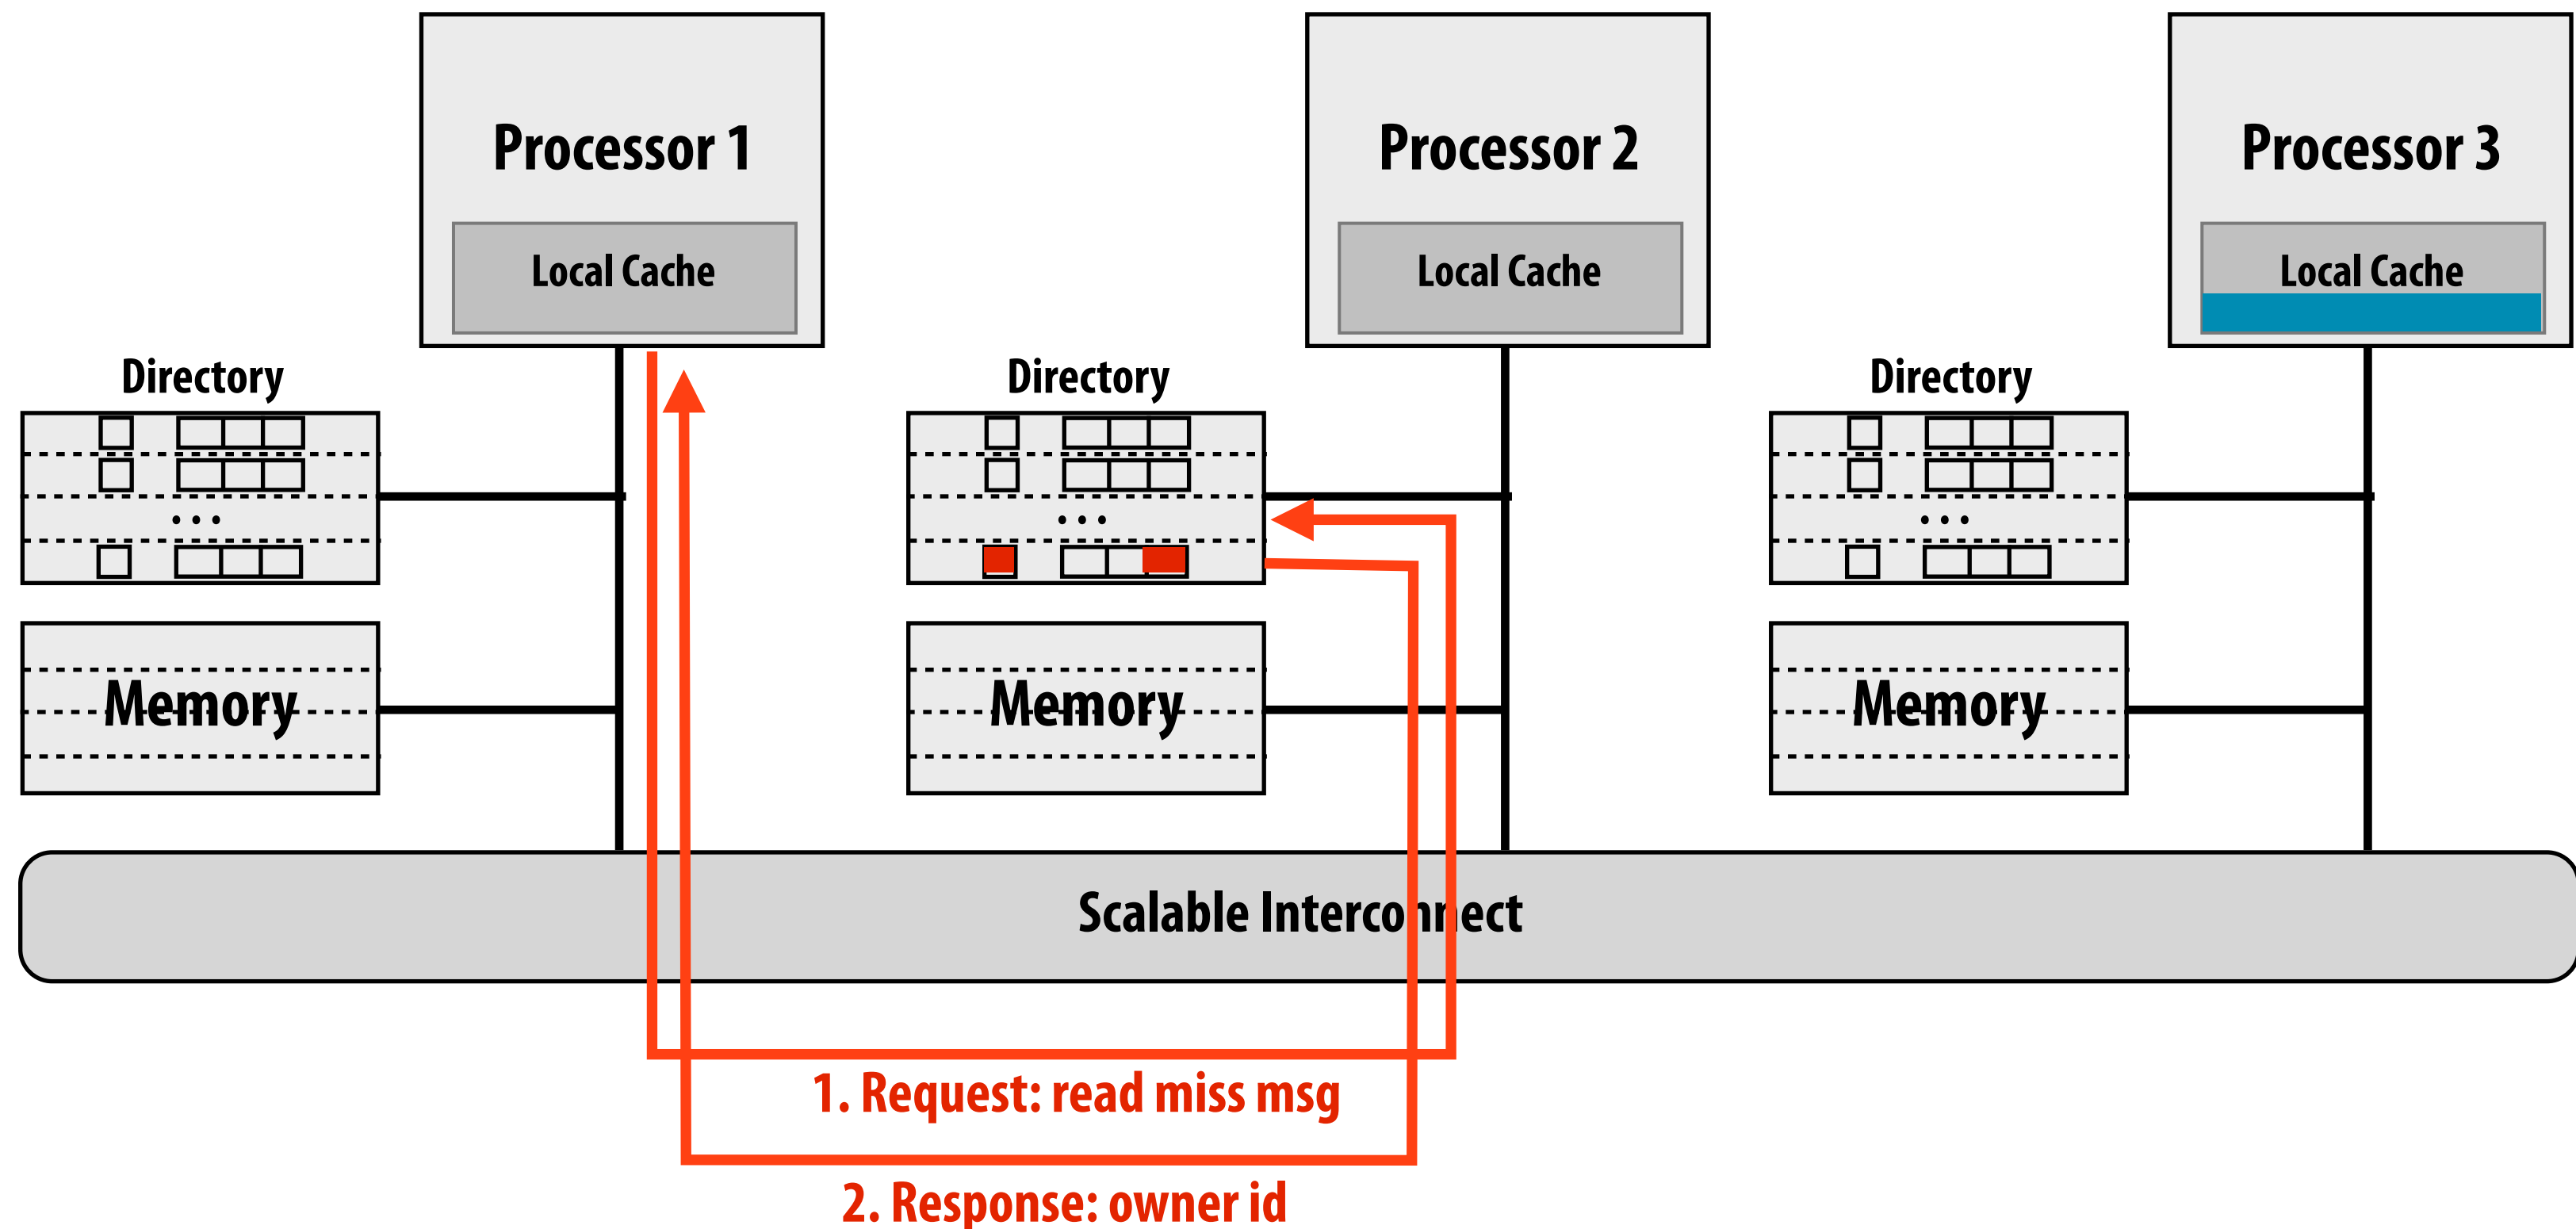 Processor 1
Processor 2
Processor 3
Local Cache
Local Cache
Local Cache
Directory
Directory
Directory
• • •
• • •
• • •
Memory
Memory
Memory
Scalable Interconnect
1. Request: read miss msg
2. Response: owner id